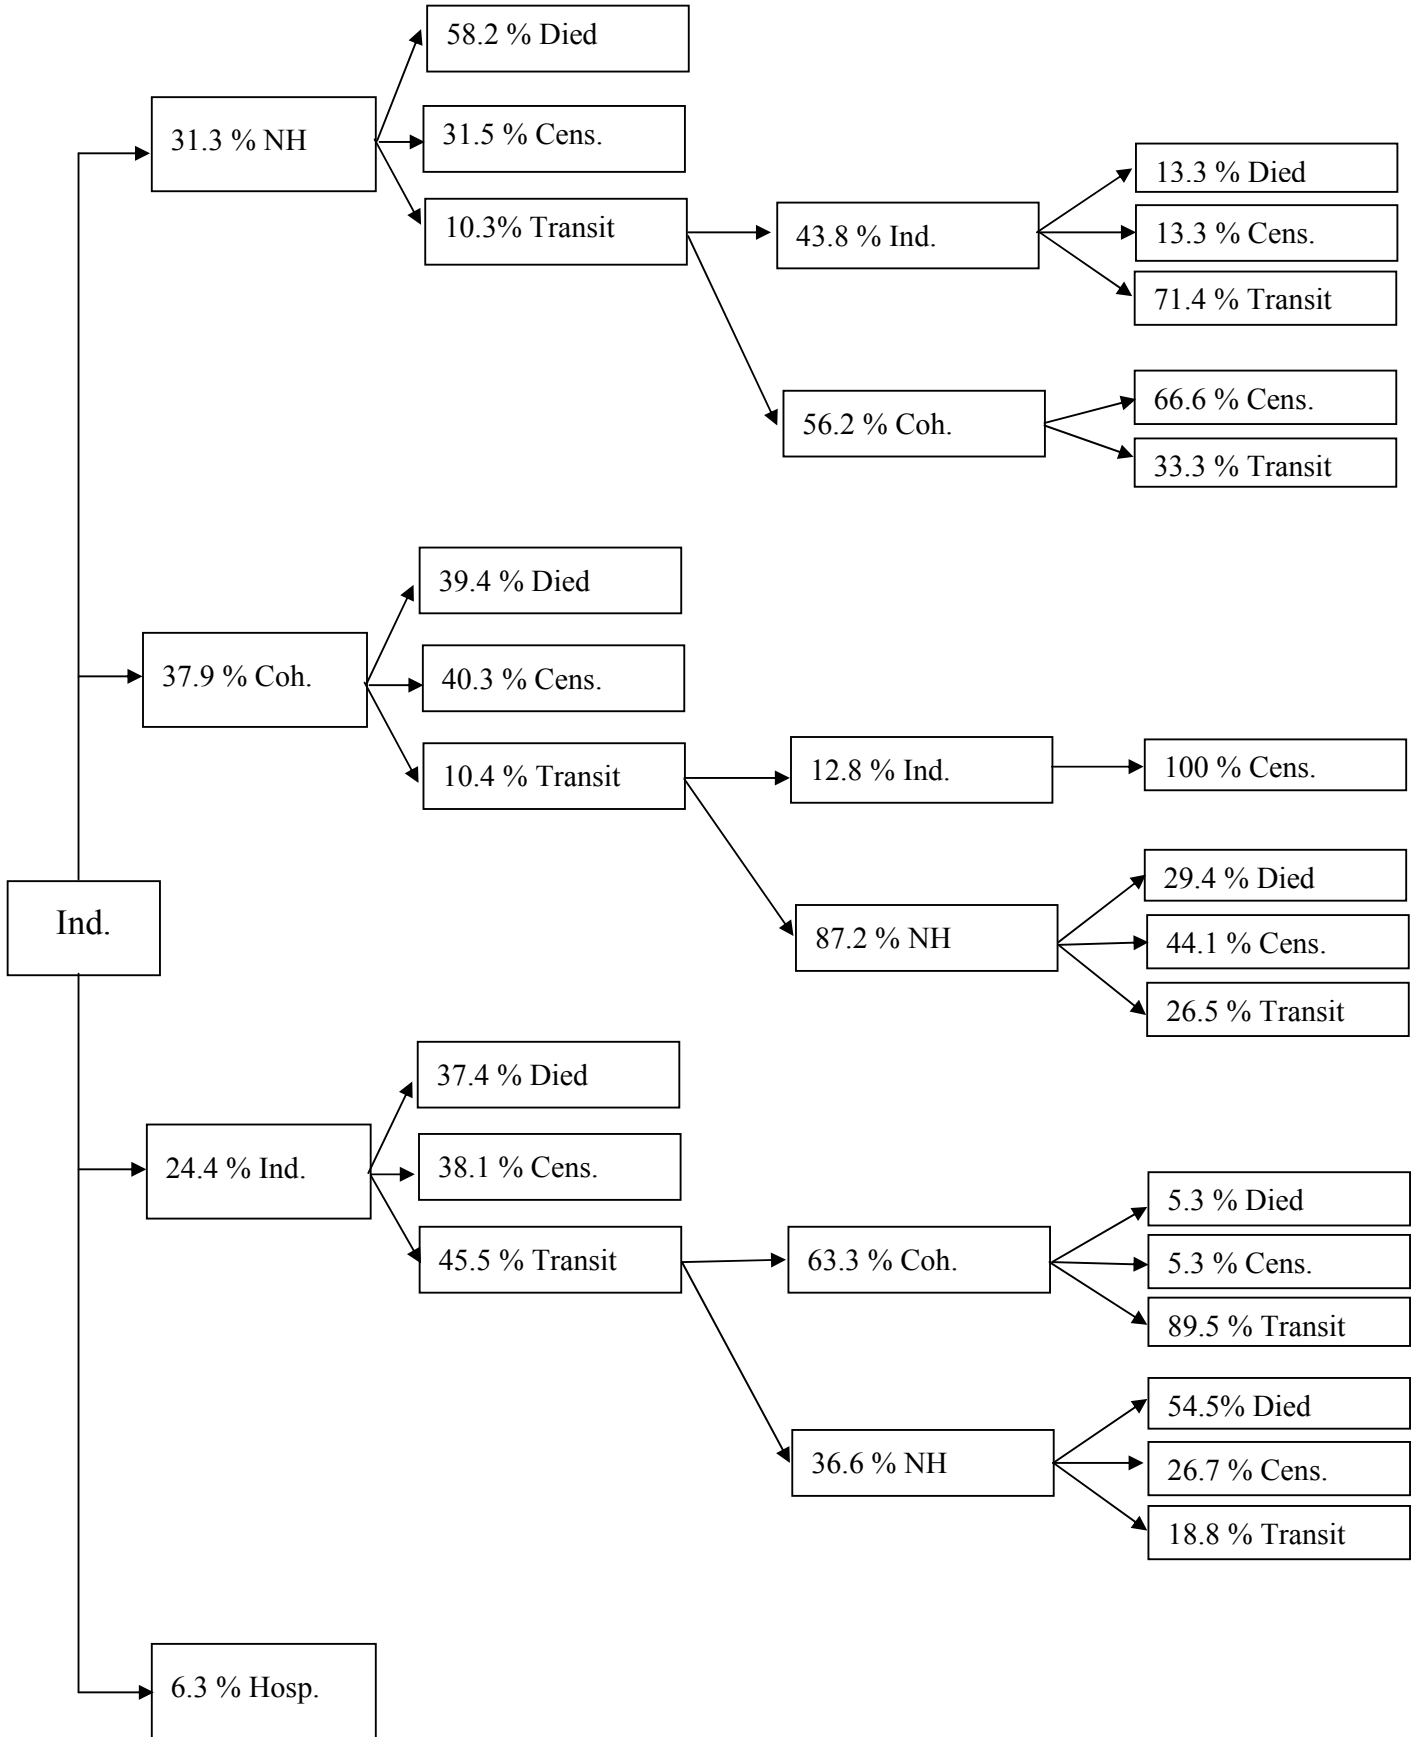 58.2 % Died
31.3 % NH
31.5 % Cens.
10.3% Transit
43.8 % Ind.
13.3 % Died
13.3 % Cens.
71.4 % Transit
56.2 % Coh.
66.6 % Cens.
33.3 % Transit
39.4 % Died
37.9 % Coh.
40.3 % Cens.
10.4 % Transit
12.8 % Ind.
100 % Cens.
87.2 % NH
29.4 % Died
44.1 % Cens.
26.5 % Transit
Ind.
37.4 % Died
24.4 % Ind.
38.1 % Cens.
45.5 % Transit
63.3 % Coh.
5.3 % Died
5.3 % Cens.
89.5 % Transit
36.6 % NH
54.5% Died
26.7 % Cens.
18.8 % Transit
6.3 % Hosp.